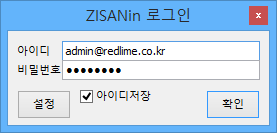 ZISANin 로그인
아이디 admin@redlime.co.kr
비밀번호 ●●●●●●●●
설정 아이디저장 확인